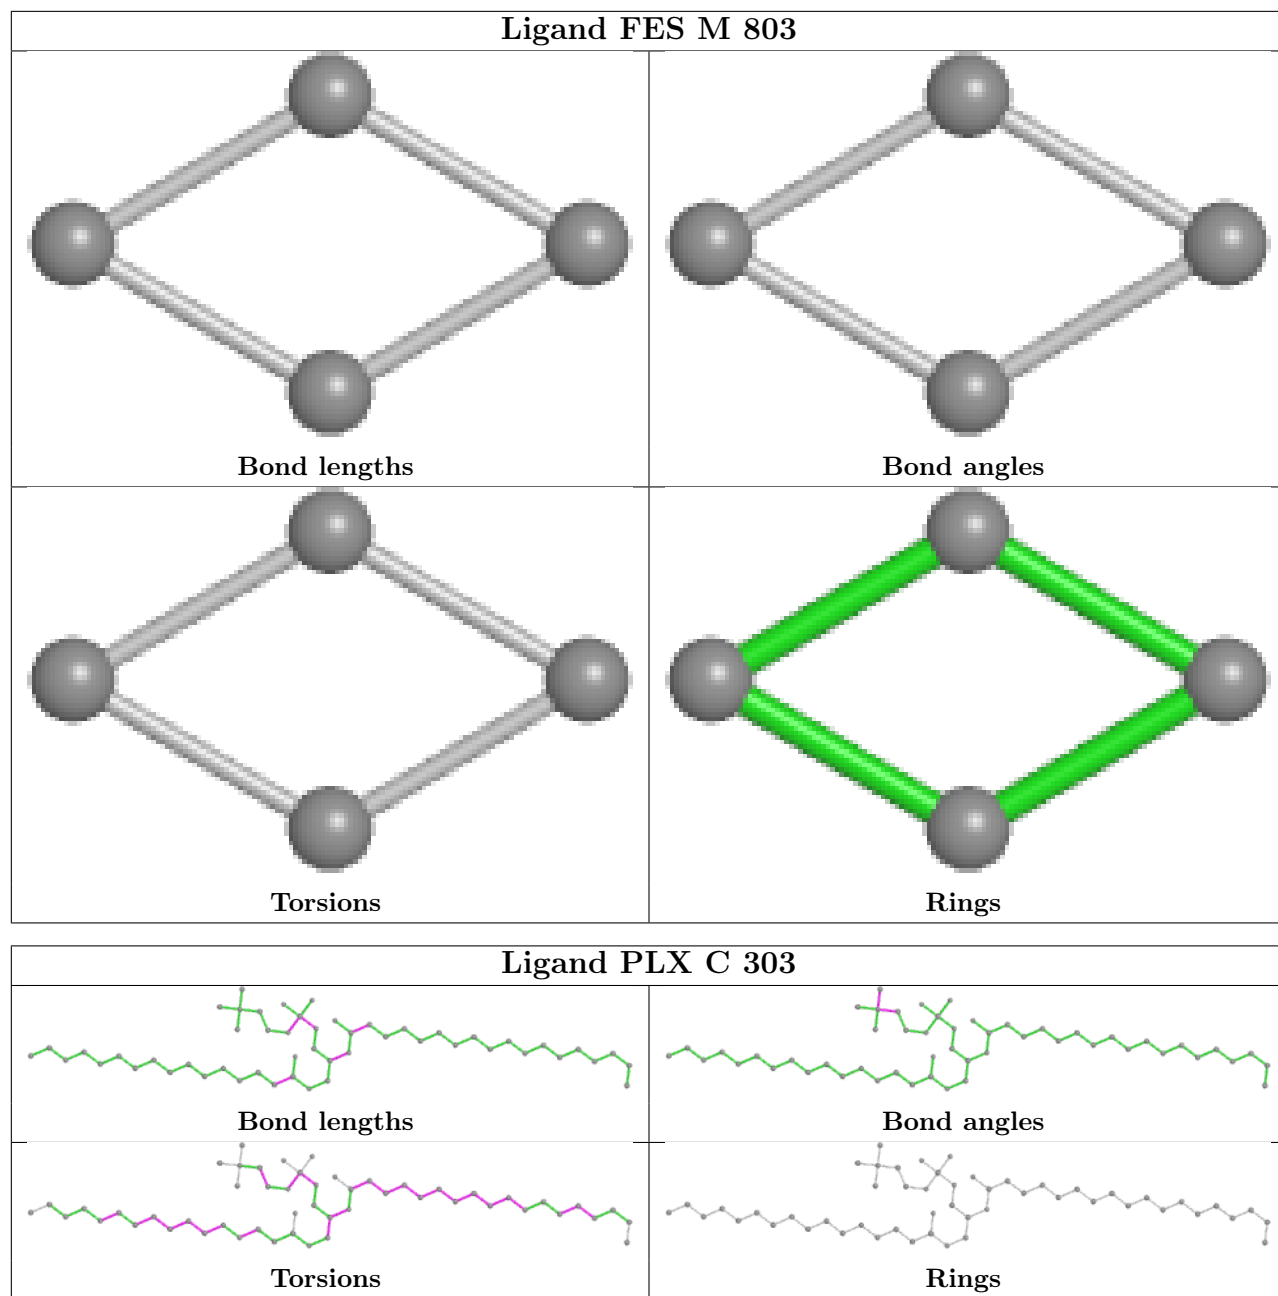 Ligand FES M 803
Bond lengths
Bond angles
Torsions
Rings
Ligand PLX C 303
Bond lengths
Bond angles
Torsions
Rings